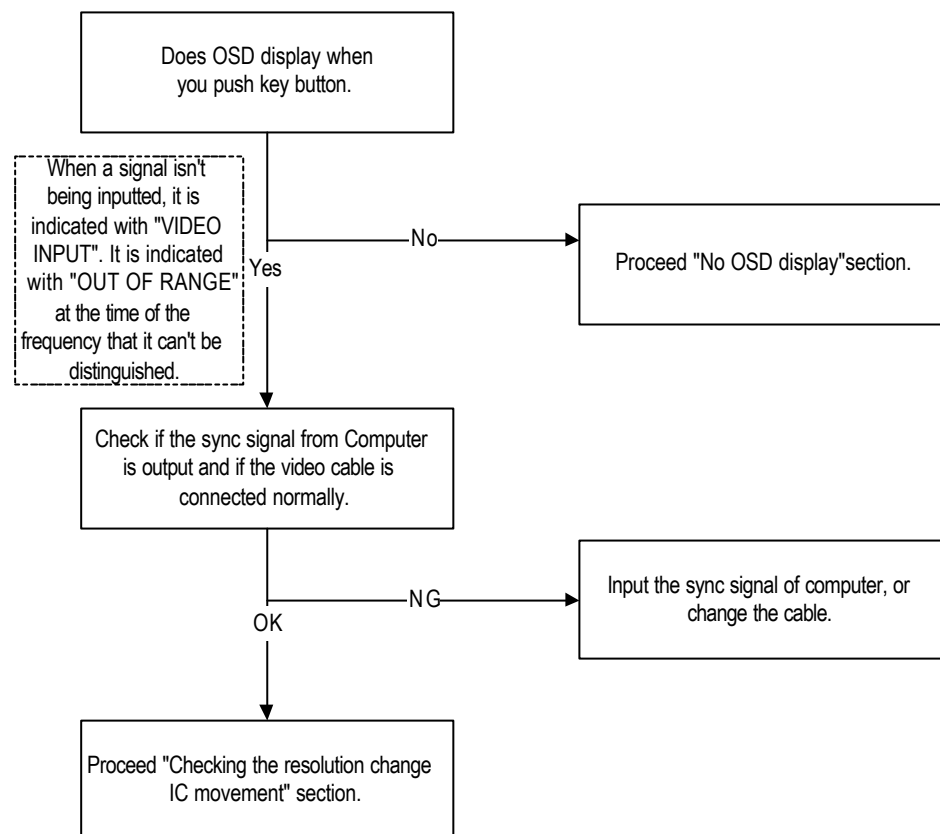 Does OSD display when
you push key button.
When a signal isn't
being inputted, it is
indicated with "VIDEO
INPUT". It is indicated
with "OUT OF RANGE"
at the time of the
frequency that it can't be
distinguished.
No
Yes
Proceed "No OSD display"section.
Check if the sync signal from Computer
is output and if the video cable is
connected normally.
NG
OK
Input the sync signal of computer, or
change the cable.
Proceed "Checking the resolution change
IC movement" section.